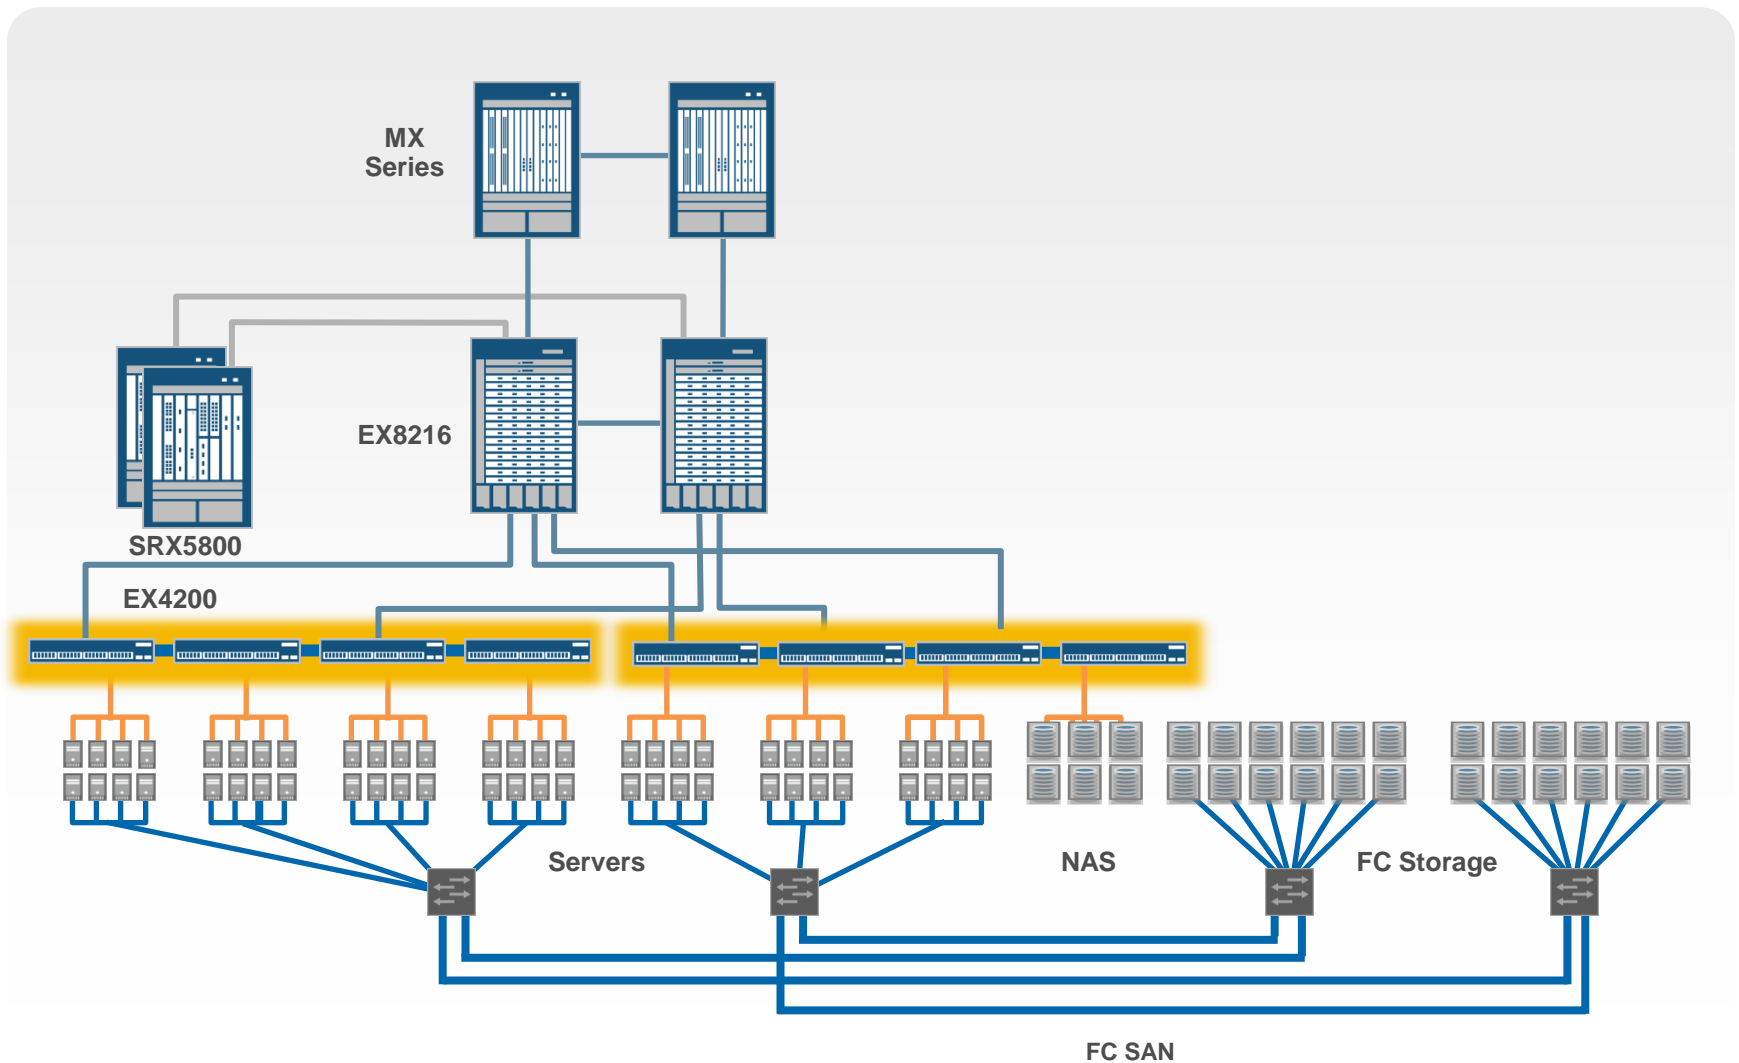 MX
Series
EX8216
SRX5800
EX4200
Servers
NAS
FC Storage
FC SAN